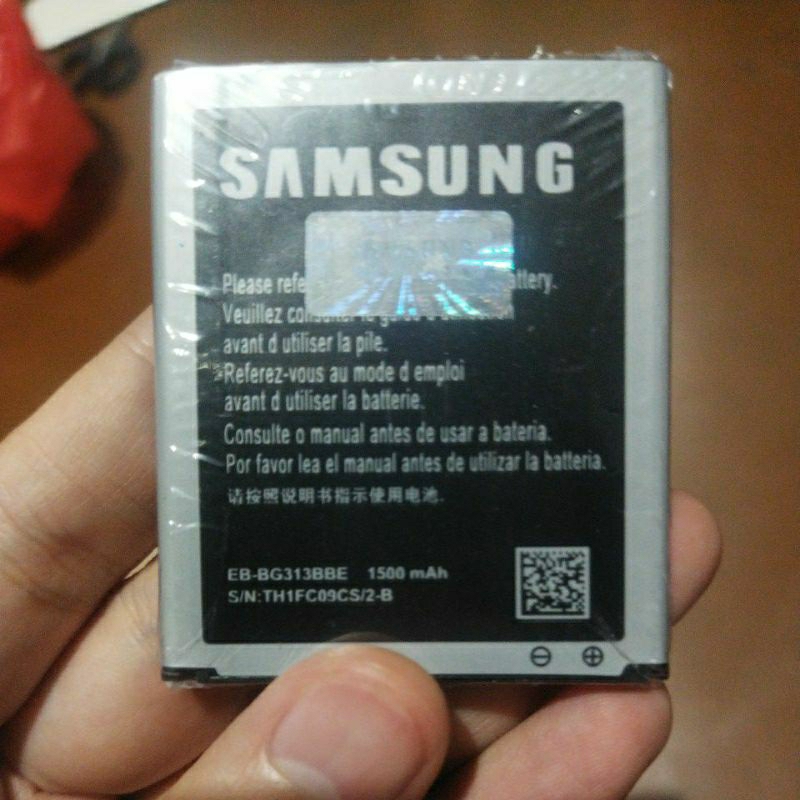 SAMSUNG
Please refe attery.
Veuillez
avant d utiliser la pile.
Referez-vous au mode d emploi
avant d utiliser la batterie.
Consulte o manual antes de usar a bateria.
Por favor lea el manual antes de utilizar la batteria.
请按照说明书指示使用电池.
EB-BG313BBE 1500 mAh
S/N:TH1FC09CS/2-B
⊖ ⊕